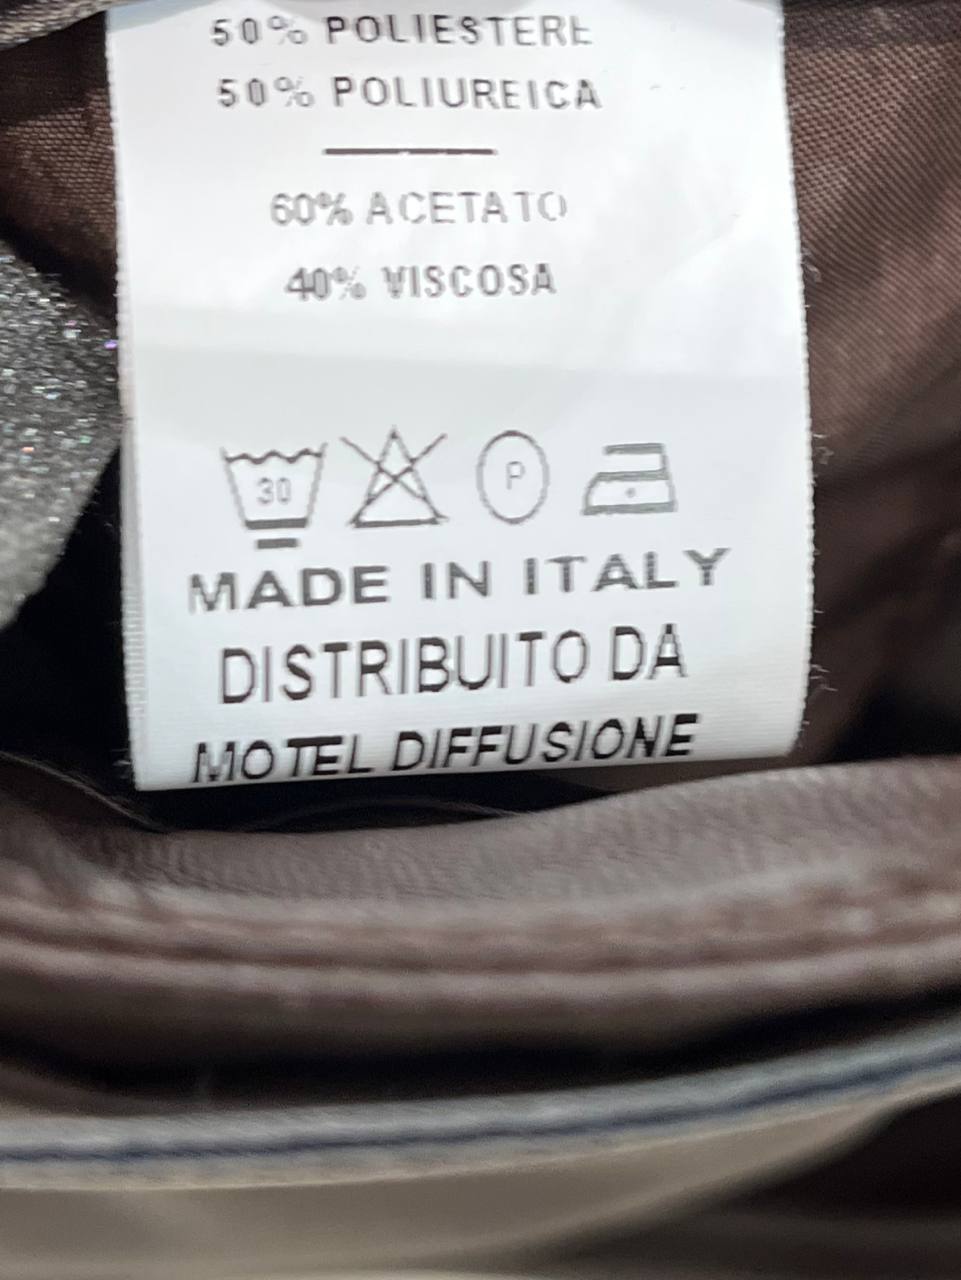 50% POLIESTERE
50% POLIUREICA
60% ACETATO
40% VISCOSA
30 P
MADE IN ITALY
DISTRIBUITO DA
MOTEL DIFFUSIONE